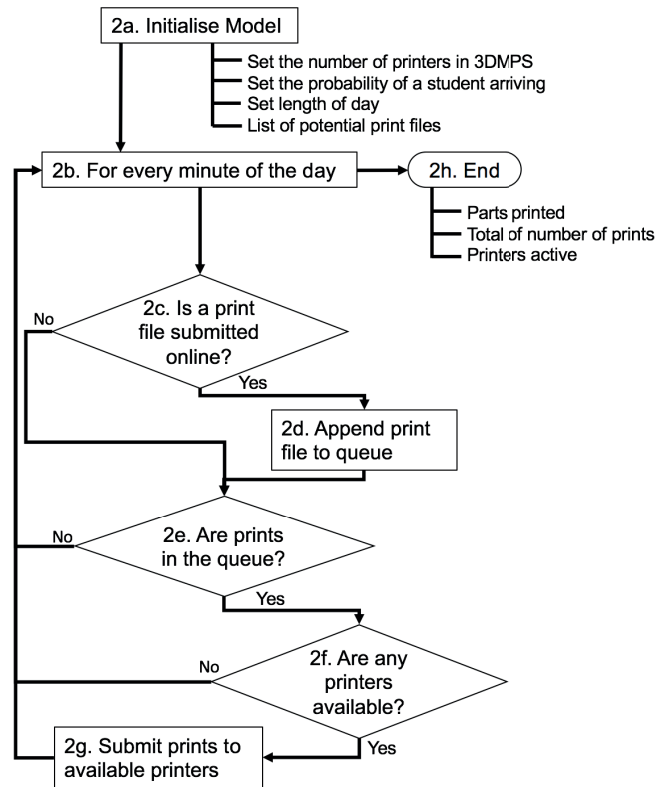 2a. Initialise Model
Set the number of printers in 3DMPS
Set the probability of a student arriving
Set length of day
List of potential print files
2b. For every minute of the day
2h. End
Parts printed
Total of number of prints
Printers active
2c. Is a print
file submitted
online?
No
Yes
2d. Append print
file to queue
2e. Are prints
in the queue?
No
Yes
2f. Are any
printers
available?
No
Yes
2g. Submit prints to
available printers